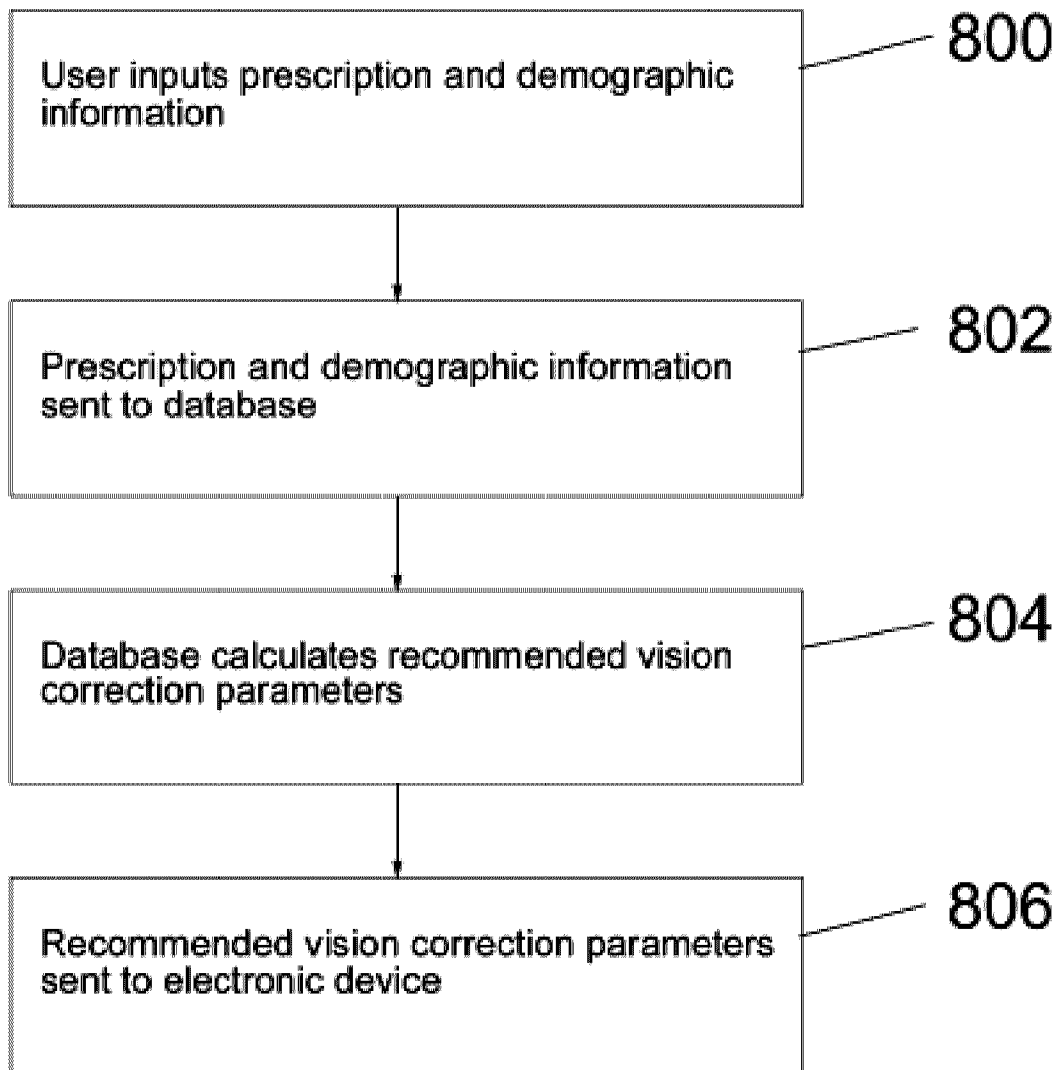 800
User inputs prescription and demographic
information
802
Prescription and demographic information
sent to database
804
Database calculates recommended vision
correction parameters
806
Recommended vision correction parameters
sent to electronic device